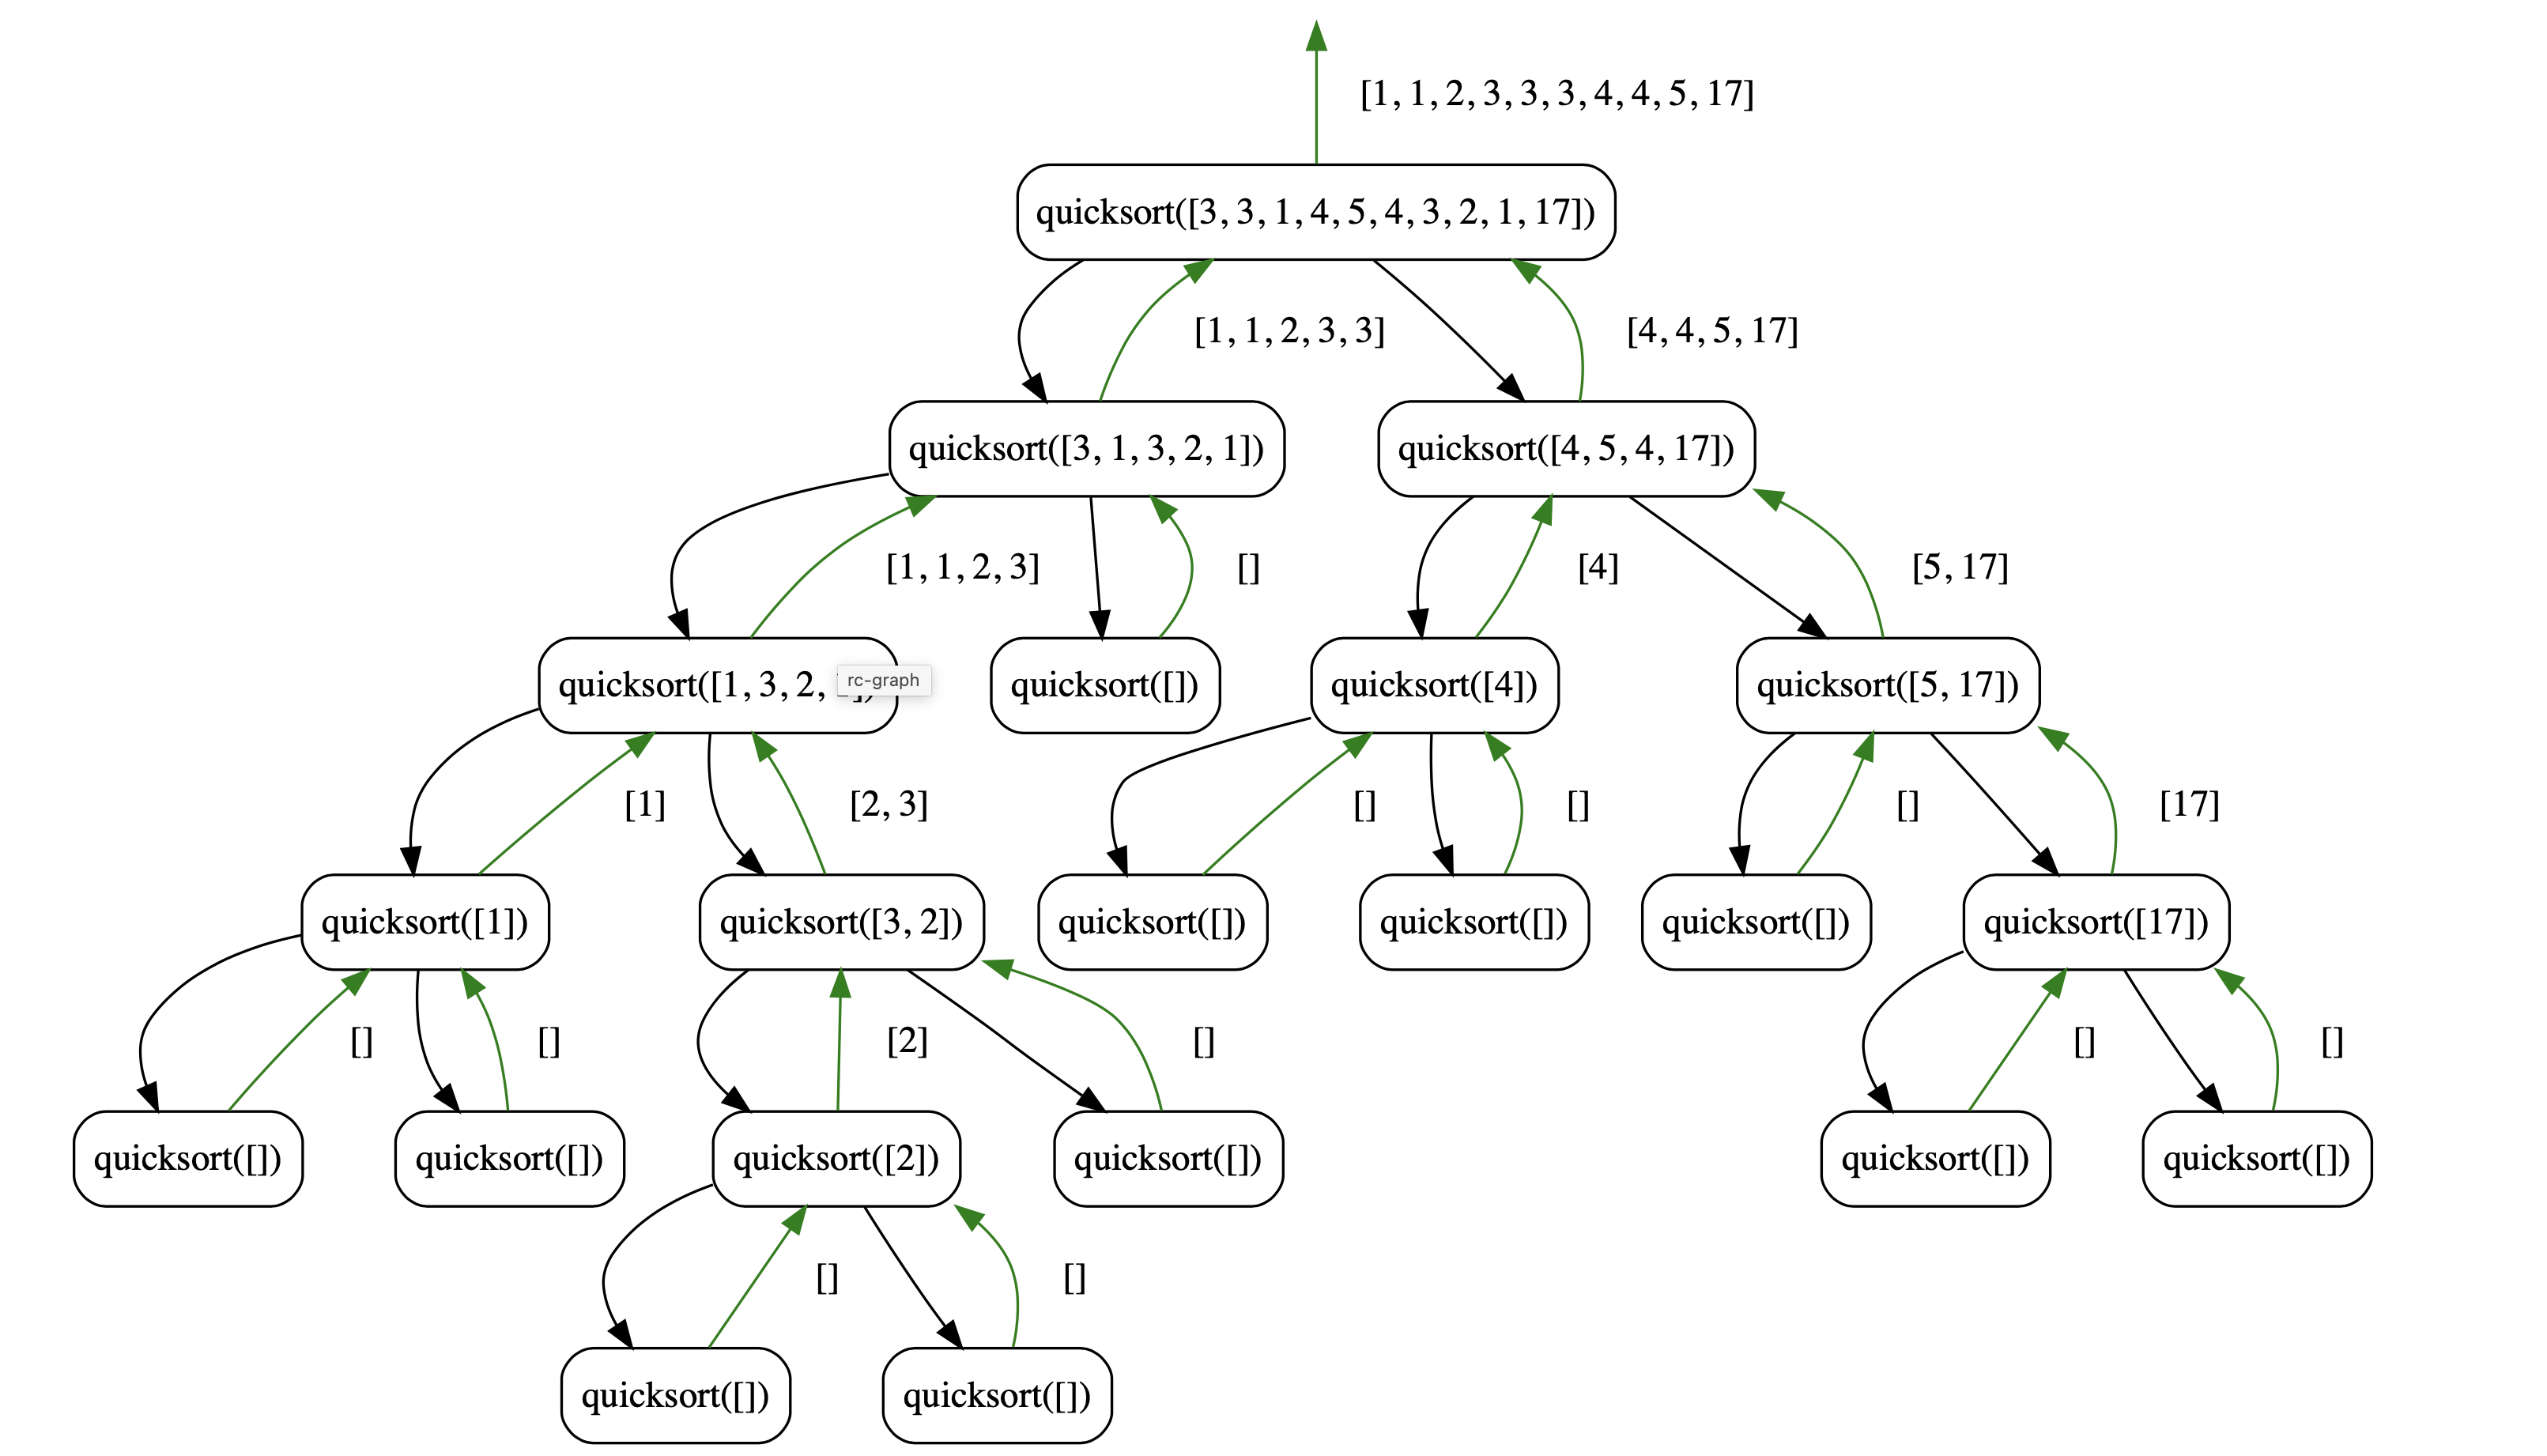 [1, 1, 2, 3, 3, 3, 4, 4, 5, 17]
quicksort([3, 3, 1, 4, 5, 4, 3, 2, 1, 17])
[1, 1, 2, 3, 3]
[4, 4, 5, 17]
quicksort([3, 1, 3, 2, 1])
quicksort([4, 5, 4, 17])
[1, 1, 2, 3]
[]
[4]
[5, 17]
quicksort([1, 3, 2,
rc-graph
quicksort([])
quicksort([4])
quicksort([5, 17])
[1]
[2, 3]
[]
[]
[]
[17]
quicksort([1])
quicksort([3, 2])
quicksort([])
quicksort([])
quicksort([])
quicksort([17])
[]
[]
[2]
[]
[]
[]
quicksort([])
quicksort([])
quicksort([2])
quicksort([])
quicksort([])
quicksort([])
[]
[]
quicksort([])
quicksort([])